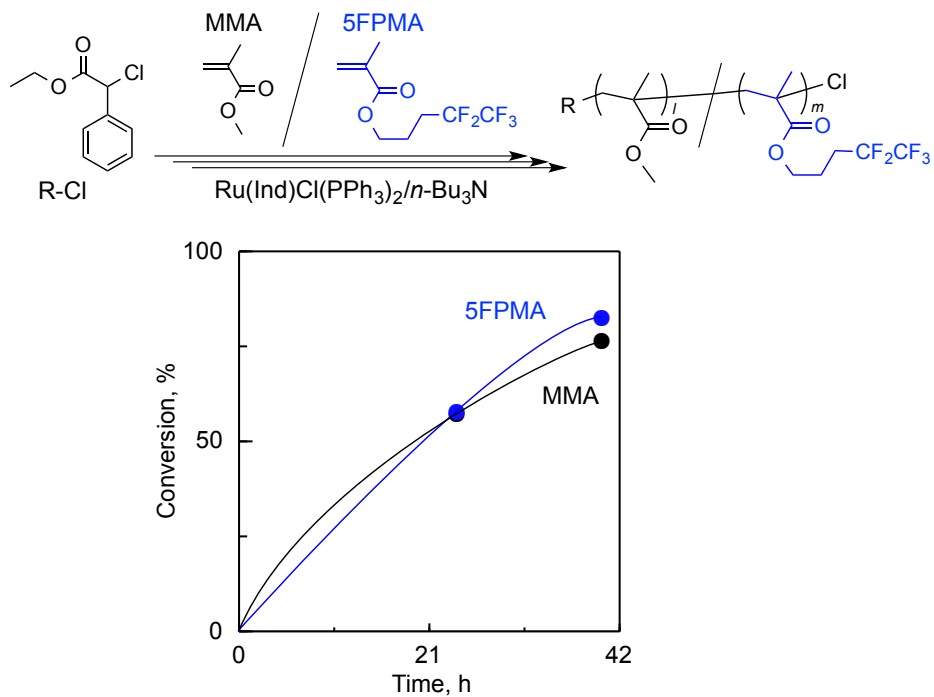 MMA 5FPMA
O Cl
O
R-Cl
O
O
O
O
CF₂CF₃
Ru(Ind)Cl(PPh₃)₂/n-Bu₃N
R ( )l ( )m Cl
O
O
O
O
CF₂CF₃
100
5FPMA
MMA
Conversion, %
50
0
0 21 42
Time, h